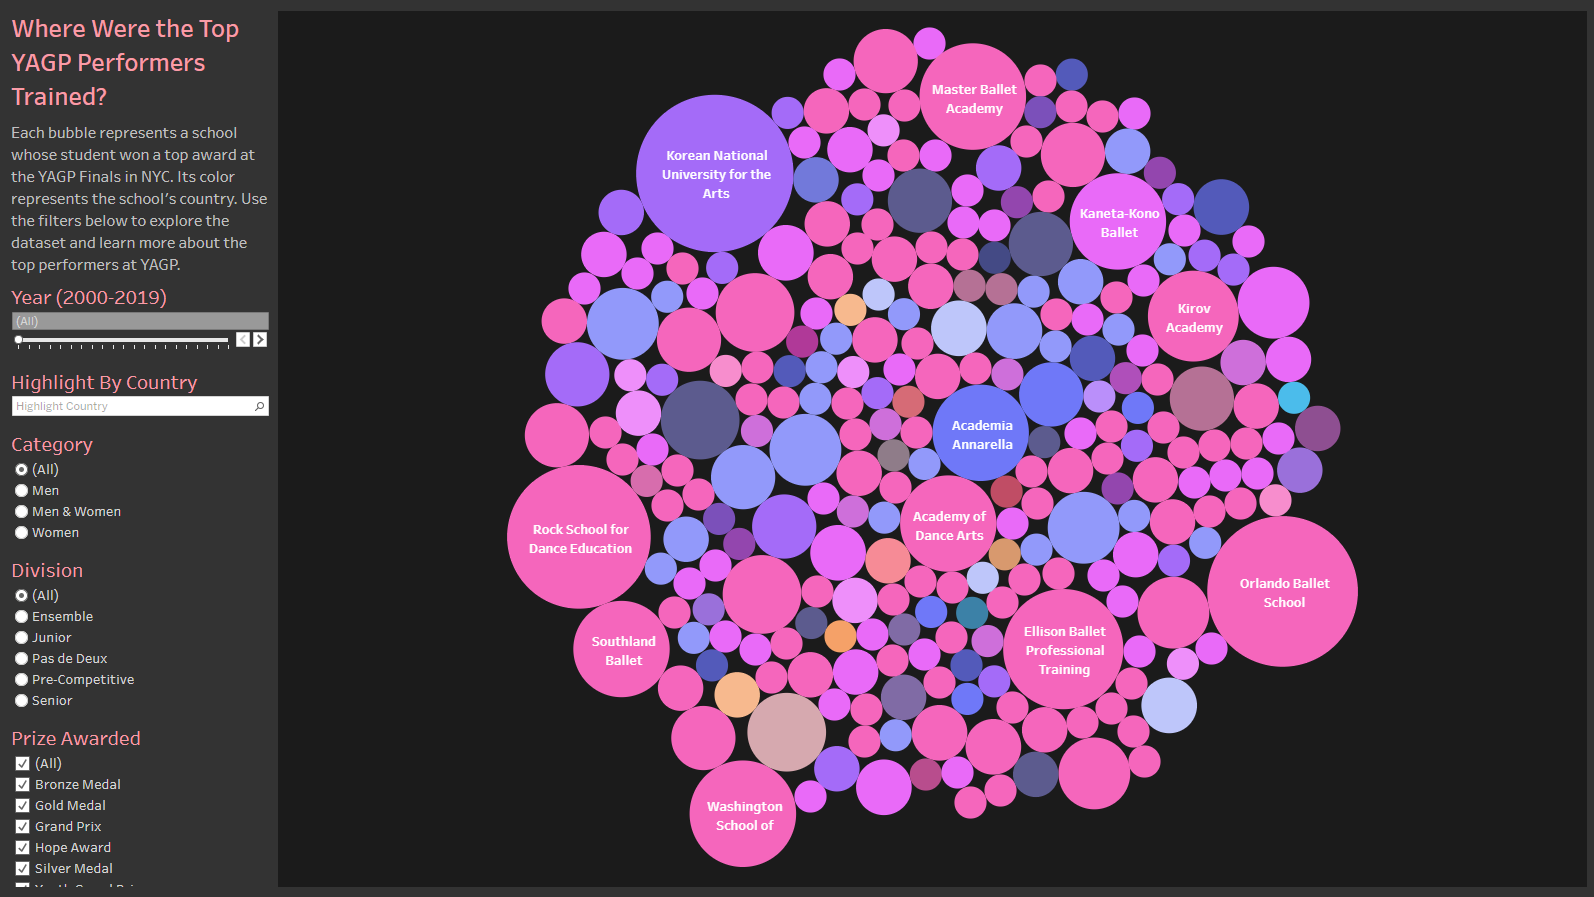 Where Were the Top
YAGP Performers
Trained?
Each bubble represents a school
whose student won a top award at
the YAGP Finals in NYC. Its color
represents the school’s country. Use
the filters below to explore the
dataset and learn more about the
top performers at YAGP.
Year (2000-2019)
(All)
Highlight By Country
Highlight Country
Category
(All)
Men
Men & Women
Women
Division
(All)
Ensemble
Junior
Pas de Deux
Pre-Competitive
Senior
Prize Awarded
(All)
Bronze Medal
Gold Medal
Grand Prix
Hope Award
Silver Medal
Master Ballet
Academy
Korean National
University for the
Arts
Kaneta-Kono
Ballet
Kirov
Academy
Academia
Annarella
Academy of
Dance Arts
Rock School for
Dance Education
Orlando Ballet
School
Southland
Ballet
Ellison Ballet
Professional
Training
Washington
School of